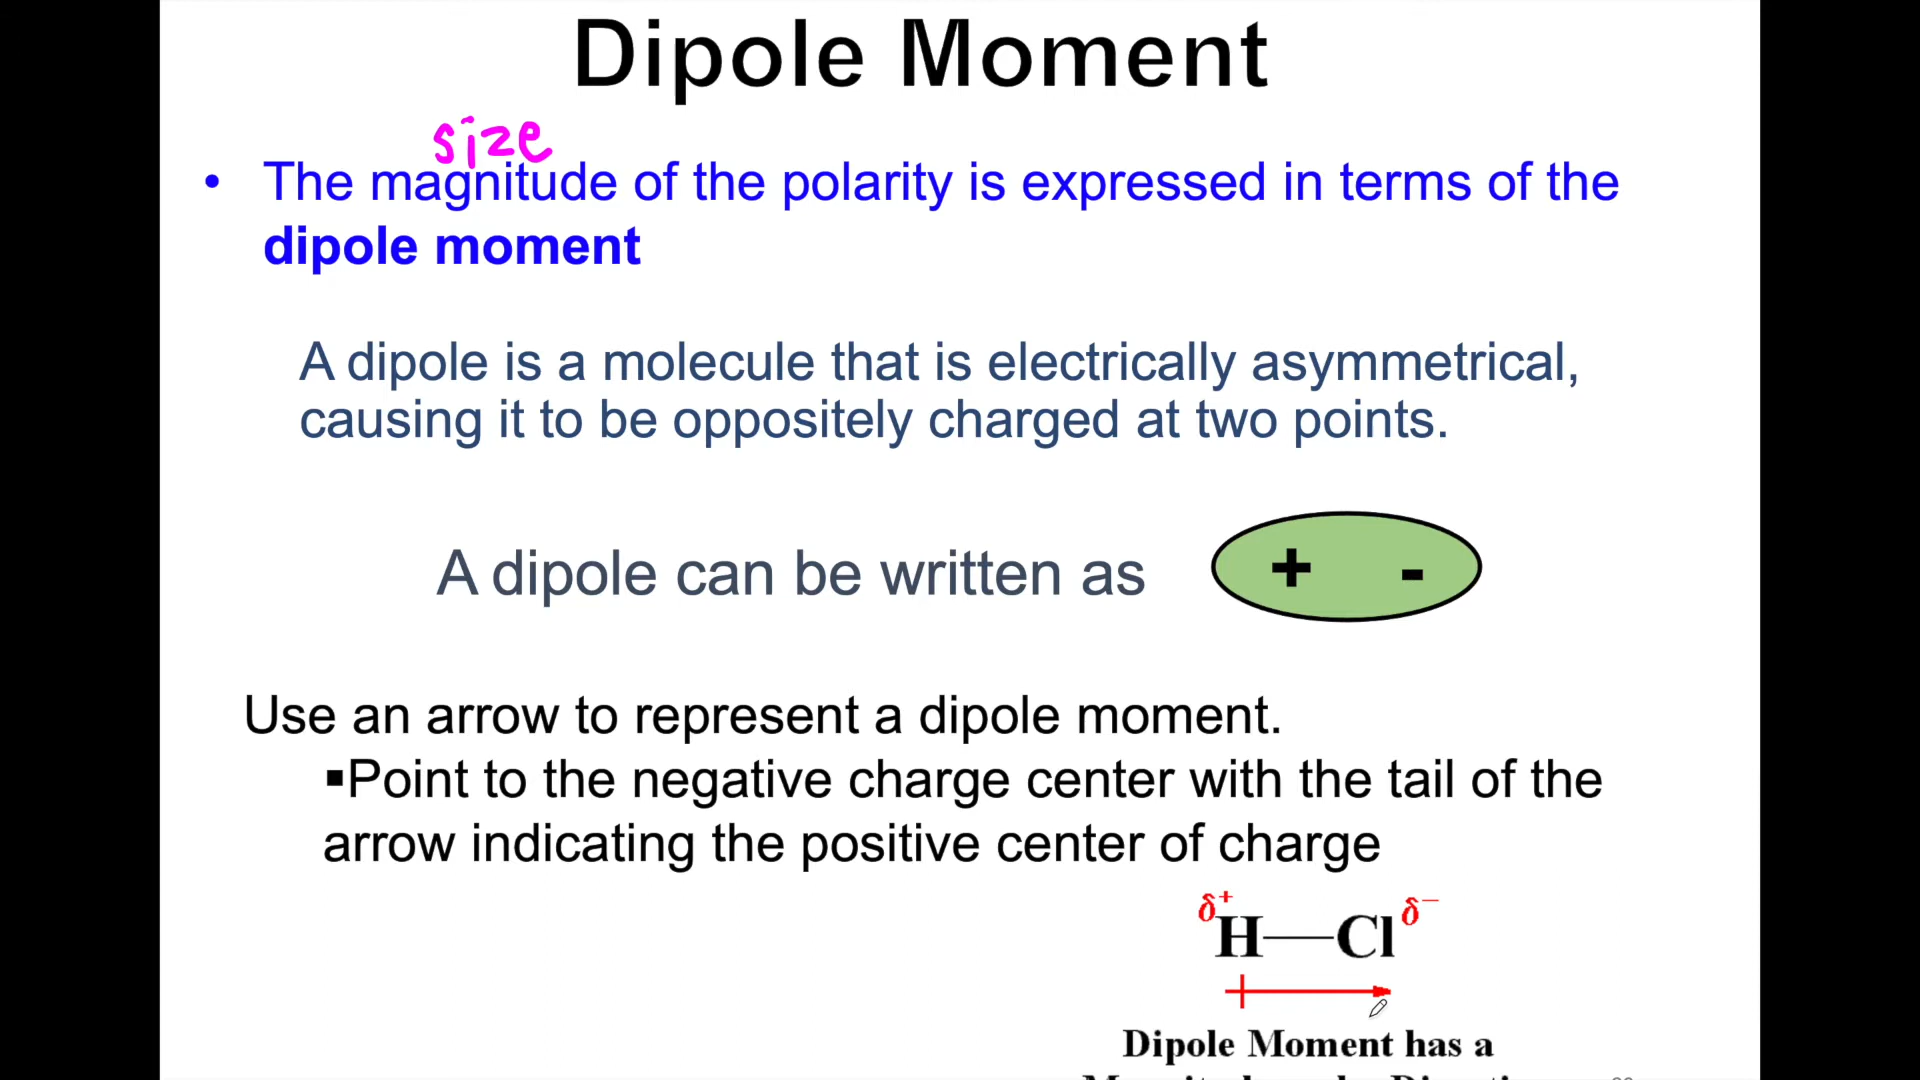 Dipole Moment
size
• The magnitude of the polarity is expressed in terms of the
dipole moment
A dipole is a molecule that is electrically asymmetrical,
causing it to be oppositely charged at two points.
A dipole can be written as + -
Use an arrow to represent a dipole moment.
▪Point to the negative charge center with the tail of the
arrow indicating the positive center of charge
δ+ H—Cl δ−
Dipole Moment has a